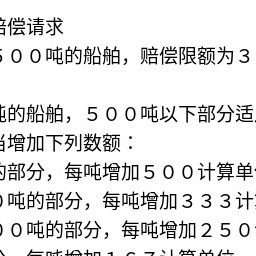 赔偿请求
５００吨的船舶，赔偿限额为３
吨的船舶，５００吨以下部分适
当增加下列数额：
的部分，每吨增加５００计算单
０吨的部分，每吨增加３３３计
００吨的部分，每吨增加２５０
分，每吨增加１６７计算单位